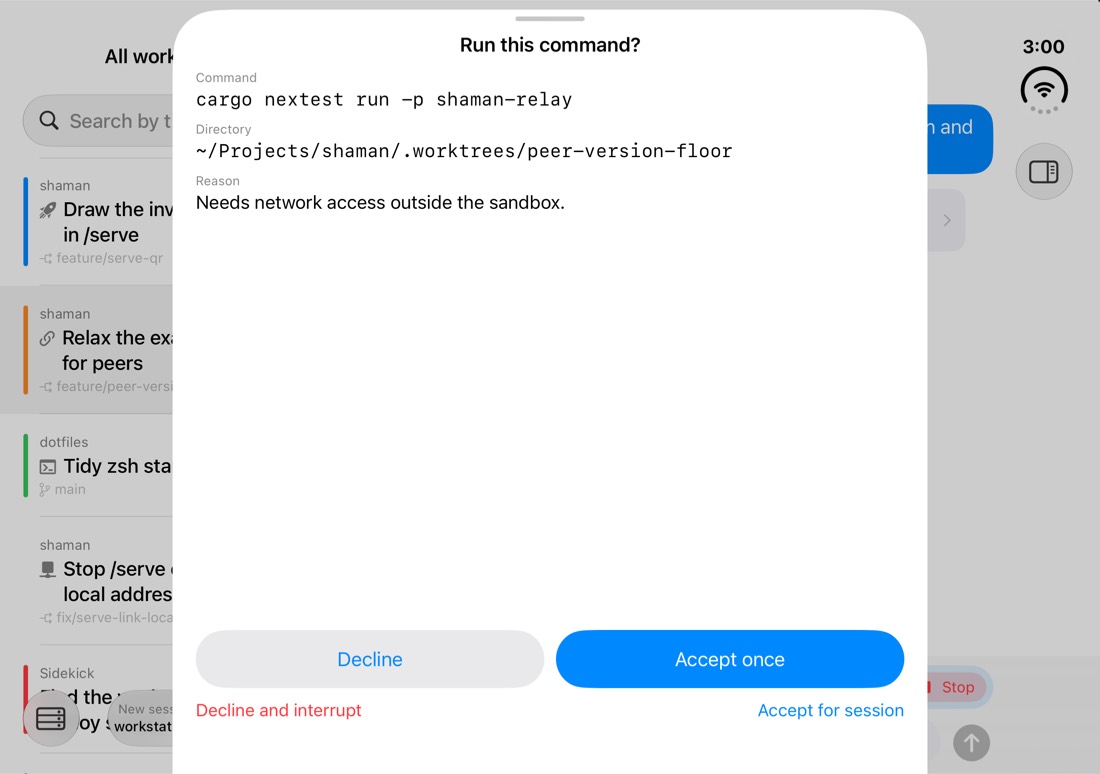 Run this command?
Command
cargo nextest run -p shaman-relay
Directory
~/Projects/shaman/.worktrees/peer-version-floor
Reason
Needs network access outside the sandbox.
Decline
Accept once
Decline and interrupt
Accept for session
All work
Search by t
shaman
Draw the inv
in /serve
feature/serve-qr
shaman
Relax the exa
for peers
feature/peer-versi
dotfiles
Tidy zsh sta
main
shaman
Stop /serve
local addres
fix/serve-link-loca
Sidekick
the
New sess
workstat
3:00
and
Stop